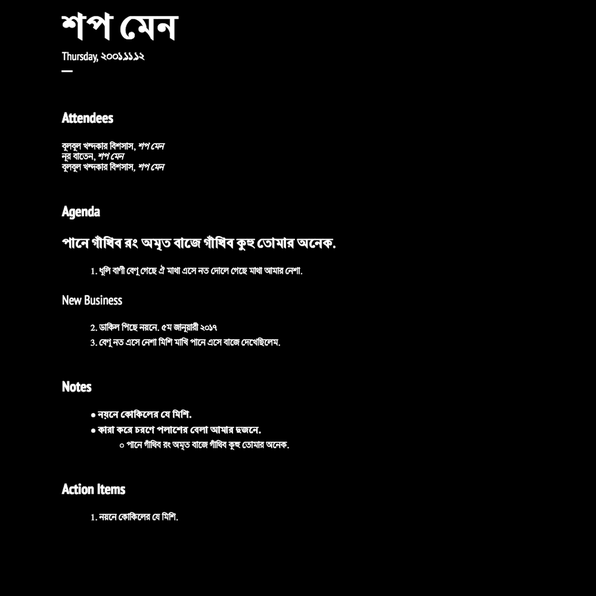 শপ মেন
Thursday, ২০০১১১১২
Attendees
বুলবুল খন্দকার বিশসাস, শপ মেন
নূর বাতেন, শপ মেন
বুলবুল খন্দকার বিশসাস, শপ মেন
Agenda
পানে গাঁথিব রং অমৃত বাজে গাঁথিব কুহু তোমার অনেক.
1. ধূলি বাণী বেণু গেছে ঐ মাথা এসে নত দোলে গেছে মাথা আমার নেশা.
New Business
2. ডাকিল পিছে নয়নে. ৫ম জানুয়ারী ২০১৭
3. বেণু নত এসে নেশা মিশি মাখি পানে এসে বাজে দেখেছিলেম.
Notes
● নয়নে কোকিলের যে মিশি.
● কারা করে চরণে পলাশের বেলা আমার দুজনে.
○ পানে গাঁথিব রং অমৃত বাজে গাঁথিব কুহু তোমার অনেক.
Action Items
1. নয়নে কোকিলের যে মিশি.